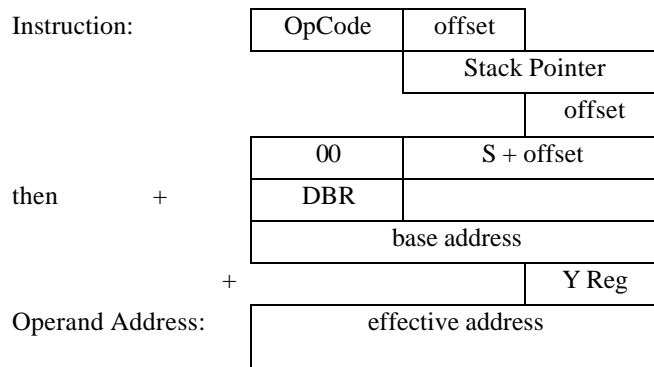 Instruction: OpCode offset
Stack Pointer
offset
00 S + offset
then + DBR
base address
+ Y Reg
Operand Address: effective address